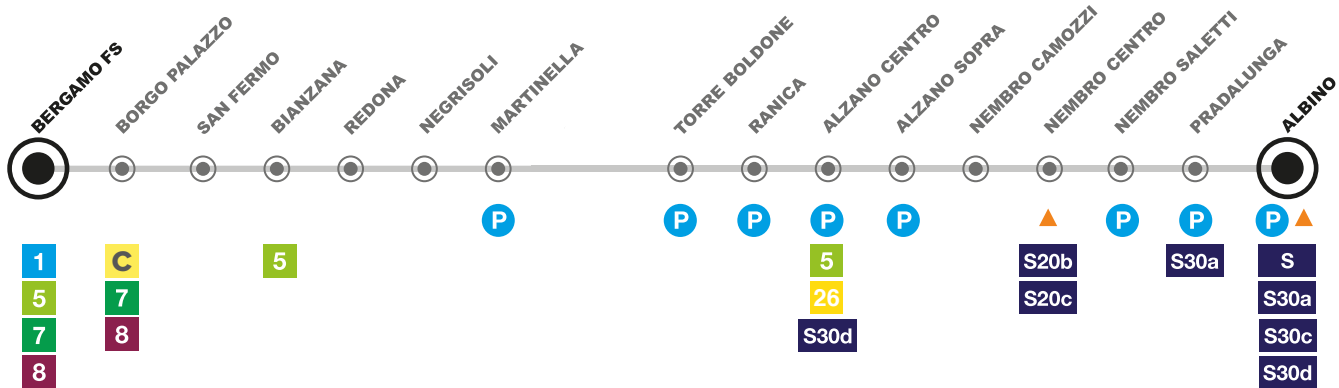 BERGAMO FS
BORGO PALAZZO
SAN FERMO
BIANZANA
REDONA
NEGRISOLI
MARTINELLA
TORRE BOLDONE
RANICA
ALZANO CENTRO
ALZANO SOPRA
NEMBRO CAMOZZI
NEMBRO CENTRO
NEMBRO SALETTI
PRADALUNGA
ALBINO
P P P P P P P P
1 C 5 5 S20b S30a S
5 7 26 S20c S30a
7 8 S30d S30c
8 S30d